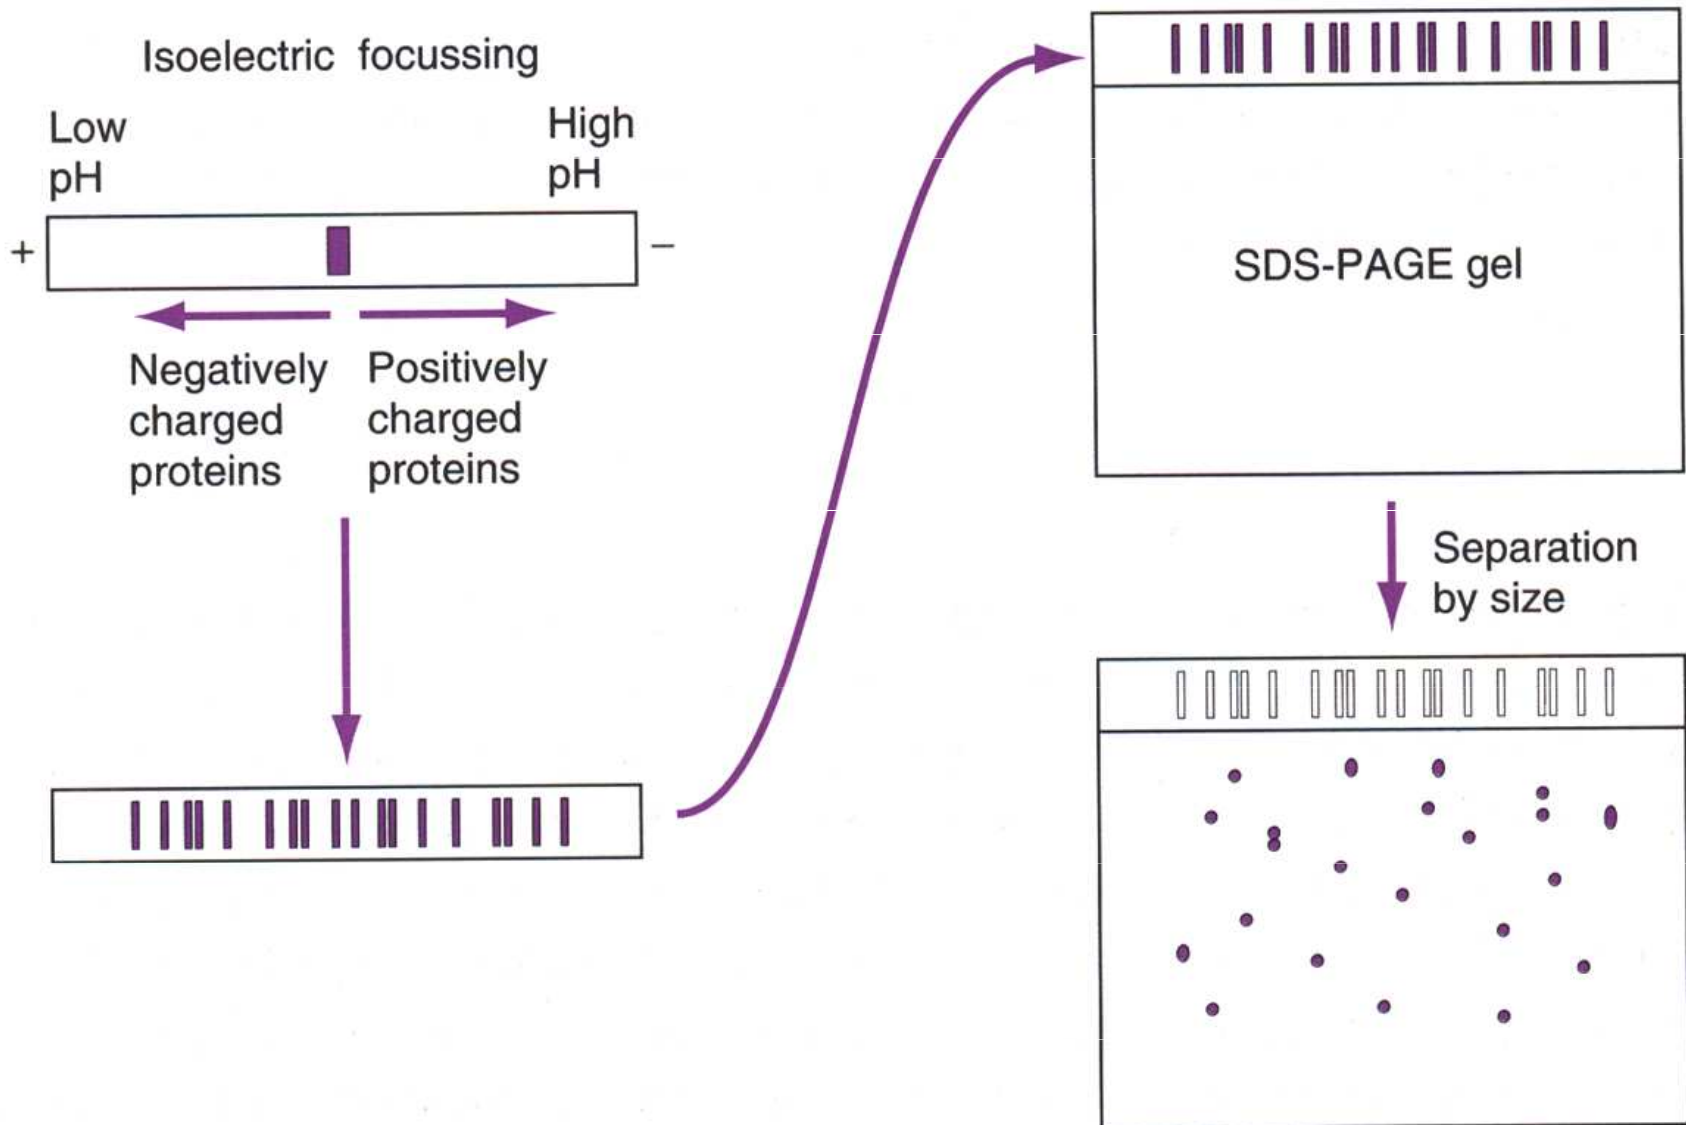 Isoelectric focussing
Low
pH
High
pH
+
−
Negatively
charged
proteins
Positively
charged
proteins
SDS-PAGE gel
Separation
by size